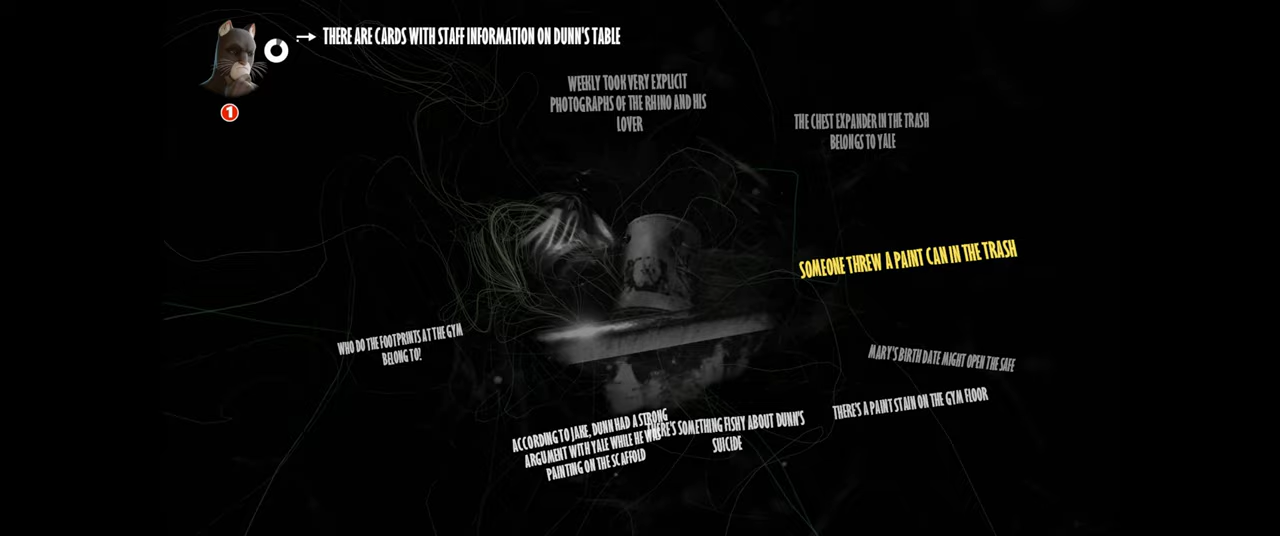 THERE ARE CARDS WITH STAFF INFORMATION ON DUNN'S TABLE
1
WEEKLY TOOK VERY EXPLICIT
PHOTOGRAPHS OF THE RHINO AND HIS
LOVER
THE CHEST EXPANDER IN THE TRASH
BELONGS TO YALE
SOMEONE THREW A PAINT CAN IN THE TRASH
WHO DO THE FOOTPRINTS AT THE GYM
BELONG TO?
MARY'S BIRTH DATE MIGHT OPEN THE SAFE
THERE'S A PAINT STAIN ON THE GYM FLOOR
ACCORDING TO JAKE, DUNN HAD A STRONG
ARGUMENT WITH YALE WHILE HE WAS
PAINTING ON THE SCAFFOLD
THERE'S SOMETHING FISHY ABOUT DUNN'S
SUICIDE